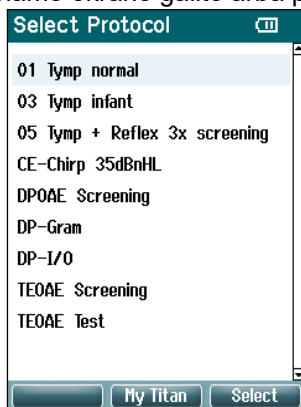 Select Protocol
01 Tymp normal
03 Tymp infant
05 Tymp + Reflex 3x screening
CE-Chirp 35dBnHL
DPOAE Screening
DP-Gram
DP-I/O
TEOAE Screening
TEOAE Test
My Titan
Select